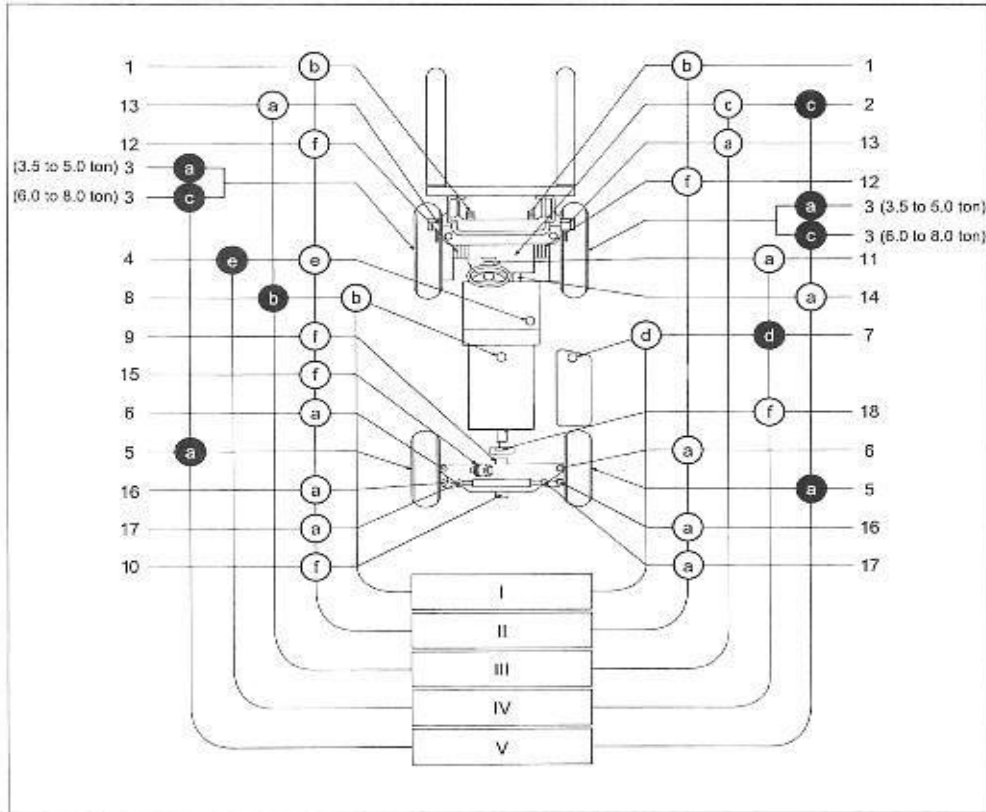 1 b b 1
13 a c c 2
12 f a 13
(3.5 to 5.0 ton) 3 a f 12
(6.0 to 8.0 ton) 3 c a 3 (3.5 to 5.0 ton)
c 3 (6.0 to 8.0 ton)
4 e e a 11
8 b b a 14
9 f d d 7
15 f
6 a f 18
5 a a 6
16 a a 5
17 a a 16
10 f a 17
I
II
III
IV
V